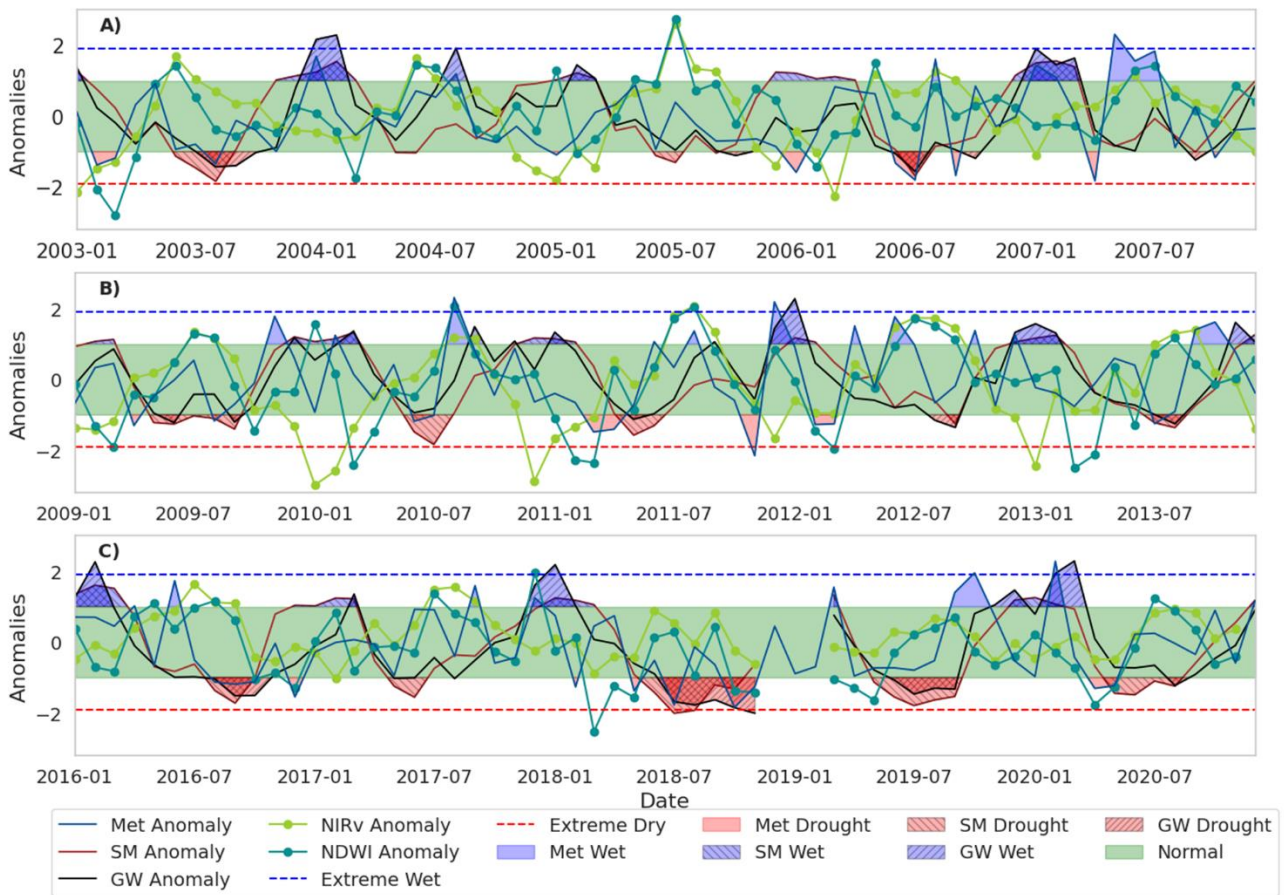 A)
2
0
−2
Anomalies
2003-01 2003-07 2004-01 2004-07 2005-01 2005-07 2006-01 2006-07 2007-01 2007-07
B)
2
0
−2
Anomalies
2009-01 2009-07 2010-01 2010-07 2011-01 2011-07 2012-01 2012-07 2013-01 2013-07
C)
2
0
−2
Anomalies
2016-01 2016-07 2017-01 2017-07 2018-01 2018-07 2019-01 2019-07 2020-01 2020-07
Date
Met Anomaly NIRv Anomaly Extreme Dry Met Drought SM Drought GW Drought
SM Anomaly NDWI Anomaly Met Wet SM Wet GW Wet Normal
GW Anomaly Extreme Wet